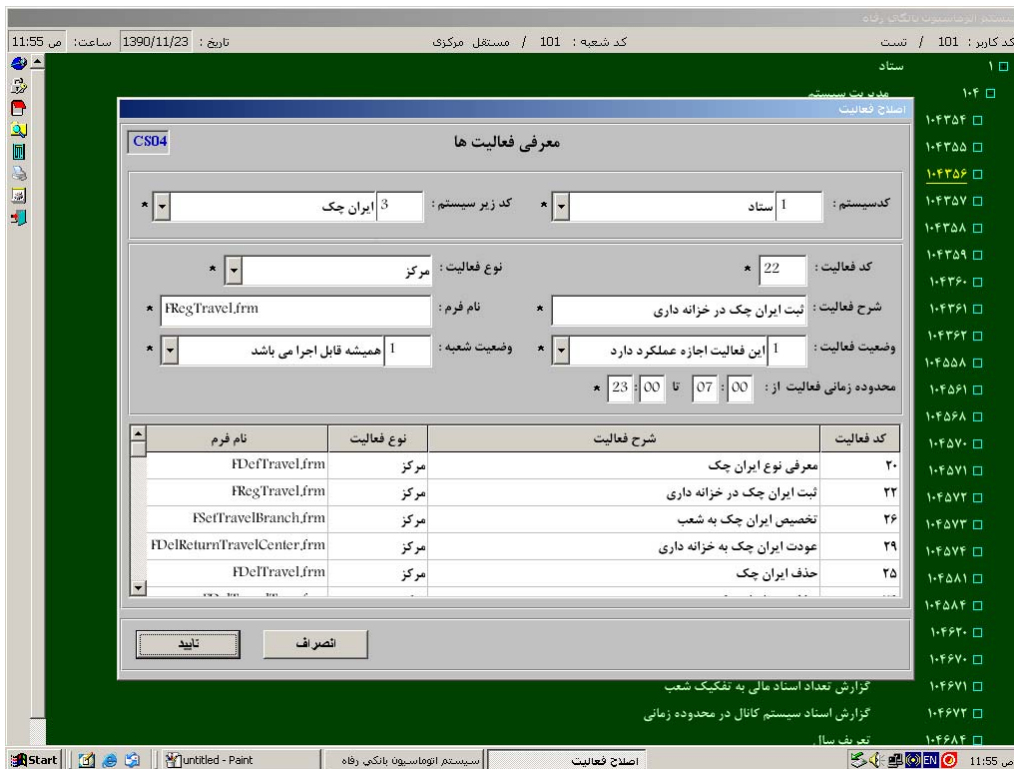 سیستم اتوماسیون بانکی رفاه
کد کاربر : 101 / تست کد شعبه : 101 / مستقل مرکزی تاریخ : 1390/11/23 ساعت: 11:55 ص
۱ ستاد
۱۰۴ مدیریت سیستم
اصلاح فعالیت
CS04 معرفی فعالیت ها
کدسیستم : 1 ستاد * کد زیر سیستم : 3 ایران چک *
کد فعالیت : 22 * نوع فعالیت : مرکز *
شرح فعالیت : ثبت ایران چک در خزانه داری * نام فرم : FRegTravel.frm *
وضعیت فعالیت : 1 این فعالیت اجازه عملکرد دارد * وضعیت شعبه : 1 همیشه قابل اجرا می باشد *
محدوده زمانی فعالیت از : 07 : 00 تا 23 : 00 *
کد فعالیت شرح فعالیت نوع فعالیت نام فرم
۲۰ معرفی نوع ایران چک مرکز FDefTravel.frm
۲۲ ثبت ایران چک در خزانه داری مرکز FRegTravel.frm
۲۶ تخصیص ایران چک به شعب مرکز FSetTravelBranch.frm
۲۹ عودت ایران چک به خزانه داری مرکز FDelReturnTravelCenter.frm
۲۵ حذف ایران چک مرکز FDelTravel.frm
انصراف تایید
۱۰۴۳۵۴
۱۰۴۳۵۵
۱۰۴۳۵۶
۱۰۴۳۵۷
۱۰۴۳۵۸
۱۰۴۳۵۹
۱۰۴۳۶۰
۱۰۴۳۶۱
۱۰۴۳۶۲
۱۰۴۵۵۸
۱۰۴۵۶۱
۱۰۴۵۶۸
۱۰۴۵۷۰
۱۰۴۵۷۱
۱۰۴۵۷۲
۱۰۴۵۷۳
۱۰۴۵۷۴
۱۰۴۵۸۱
۱۰۴۵۸۴
۱۰۴۶۲۰
۱۰۴۶۷۰
۱۰۴۶۷۱ گزارش تعداد اسناد مالی به تفکیک شعب
۱۰۴۶۷۲ گزارش اسناد سیستم کانال در محدوده زمانی
۱۰۴۶۸۴ تعریف سال
Start untitled - Paint سیستم اتوماسیون بانکی رفاه اصلاح فعالیت EN 11:55 ص